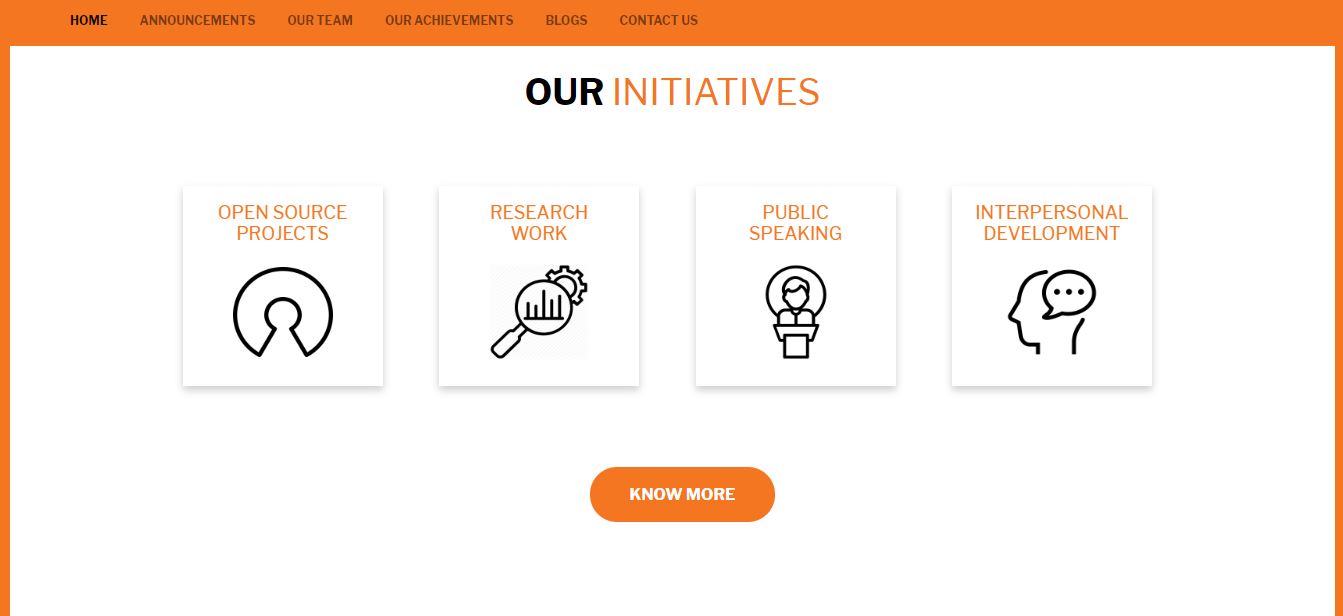 HOME ANNOUNCEMENTS OUR TEAM OUR ACHIEVEMENTS BLOGS CONTACT US
OUR INITIATIVES
OPEN SOURCE
PROJECTS
RESEARCH
WORK
PUBLIC
SPEAKING
INTERPERSONAL
DEVELOPMENT
KNOW MORE